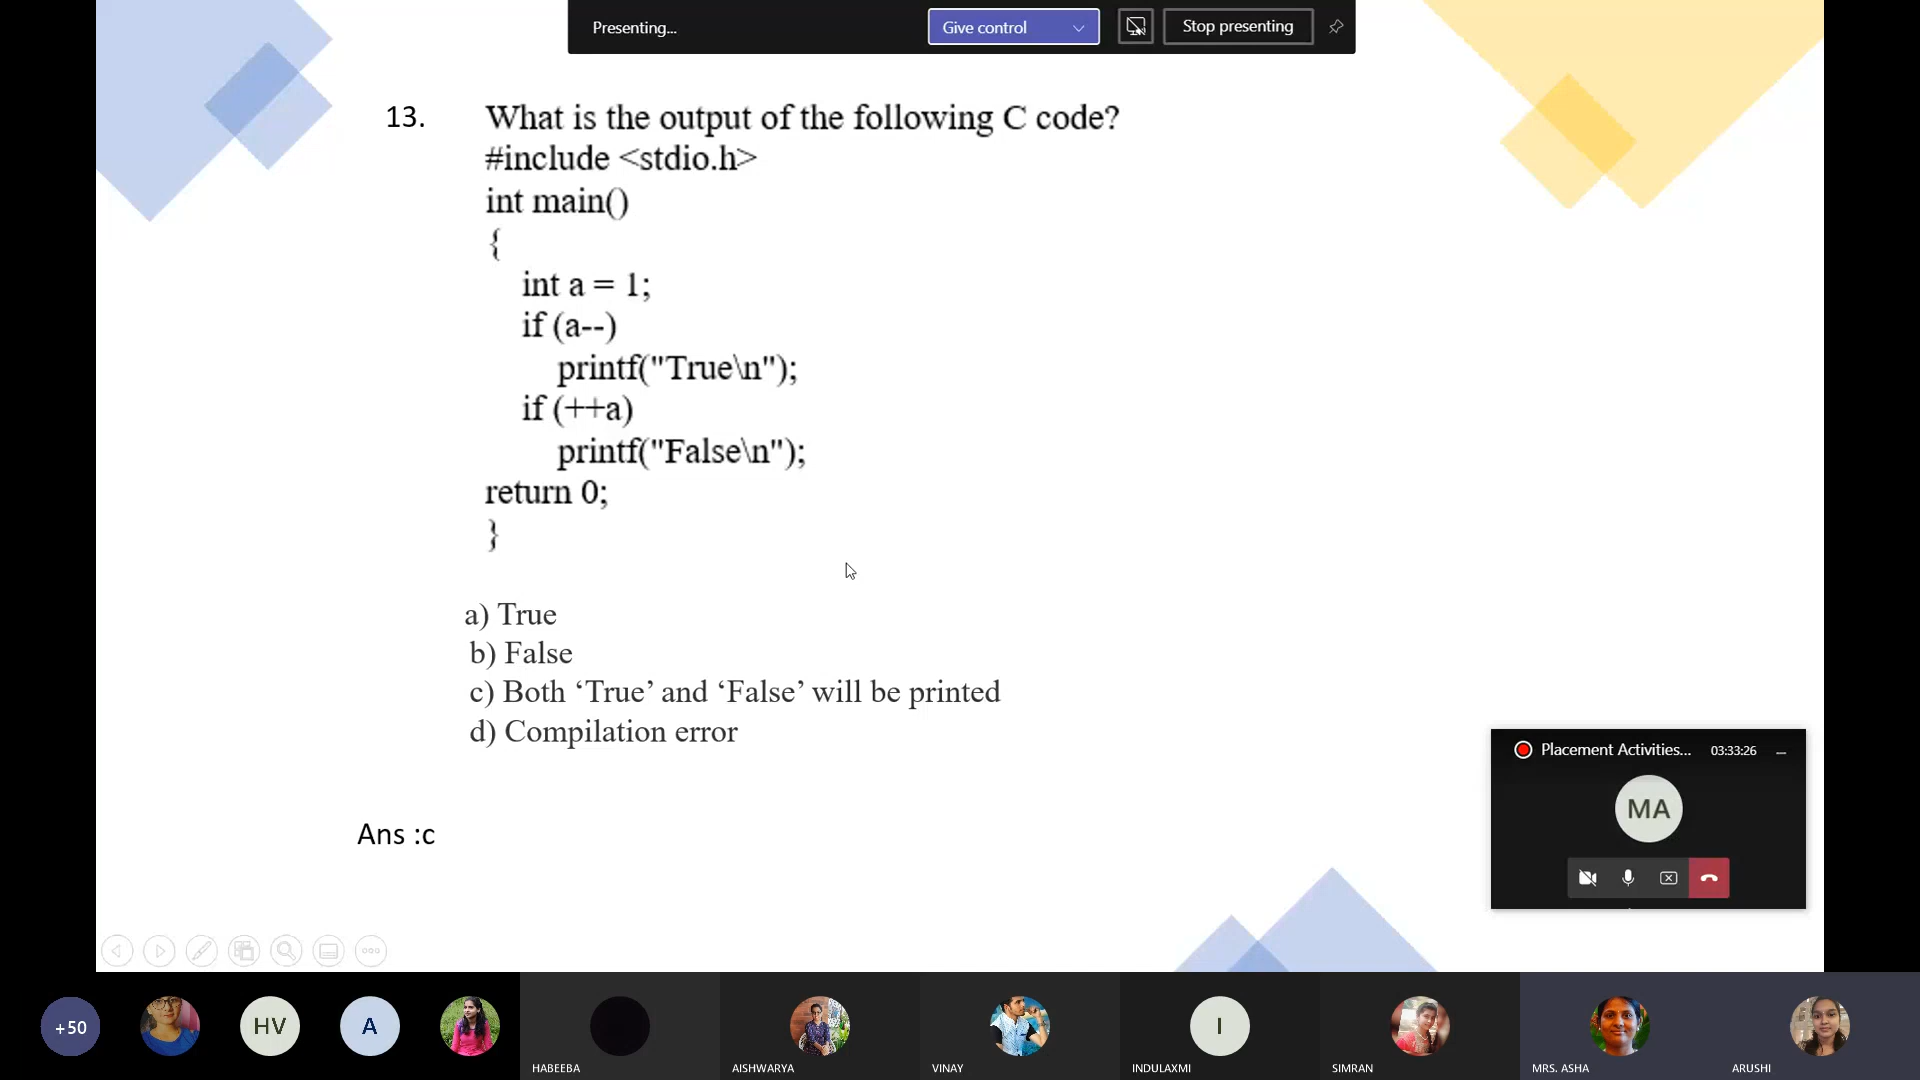 Presenting...
Give control
Stop presenting
13. What is the output of the following C code?
#include <stdio.h>
int main()
{
int a = 1;
if (a--)
printf("True\n");
if (++a)
printf("False\n");
return 0;
}
a) True
b) False
c) Both ‘True’ and ‘False’ will be printed
d) Compilation error
Ans :c
Placement Activities... 03:33:26
MA
+50
HV
A
I
HABEEBA
AISHWARYA
VINAY
INDULAXMI
SIMRAN
MRS. ASHA
ARUSHI